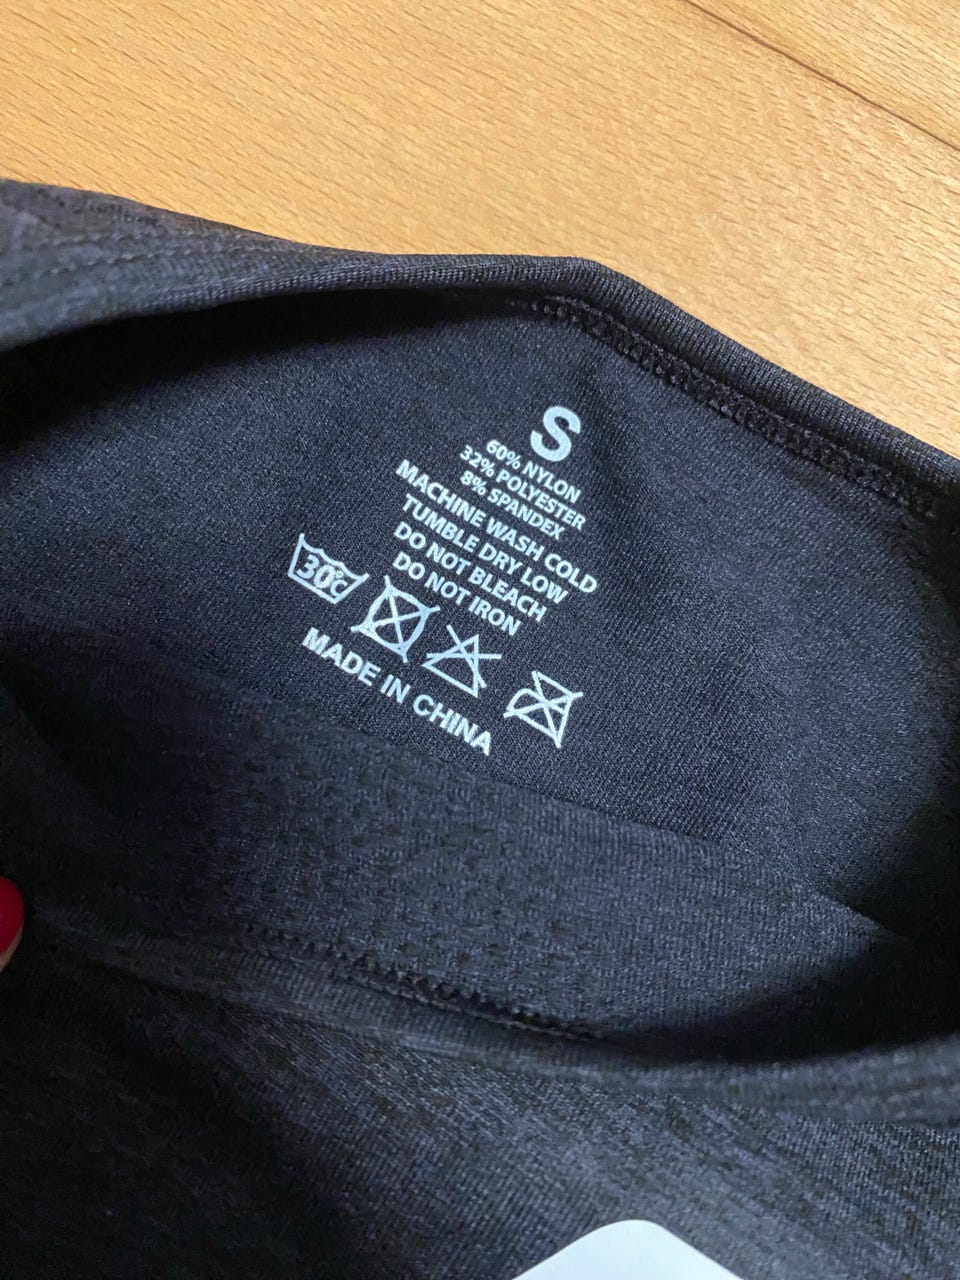 S
60% NYLON
32% POLYESTER
8% SPANDEX
MACHINE WASH COLD
TUMBLE DRY LOW
DO NOT BLEACH
DO NOT IRON
30°C
MADE IN CHINA